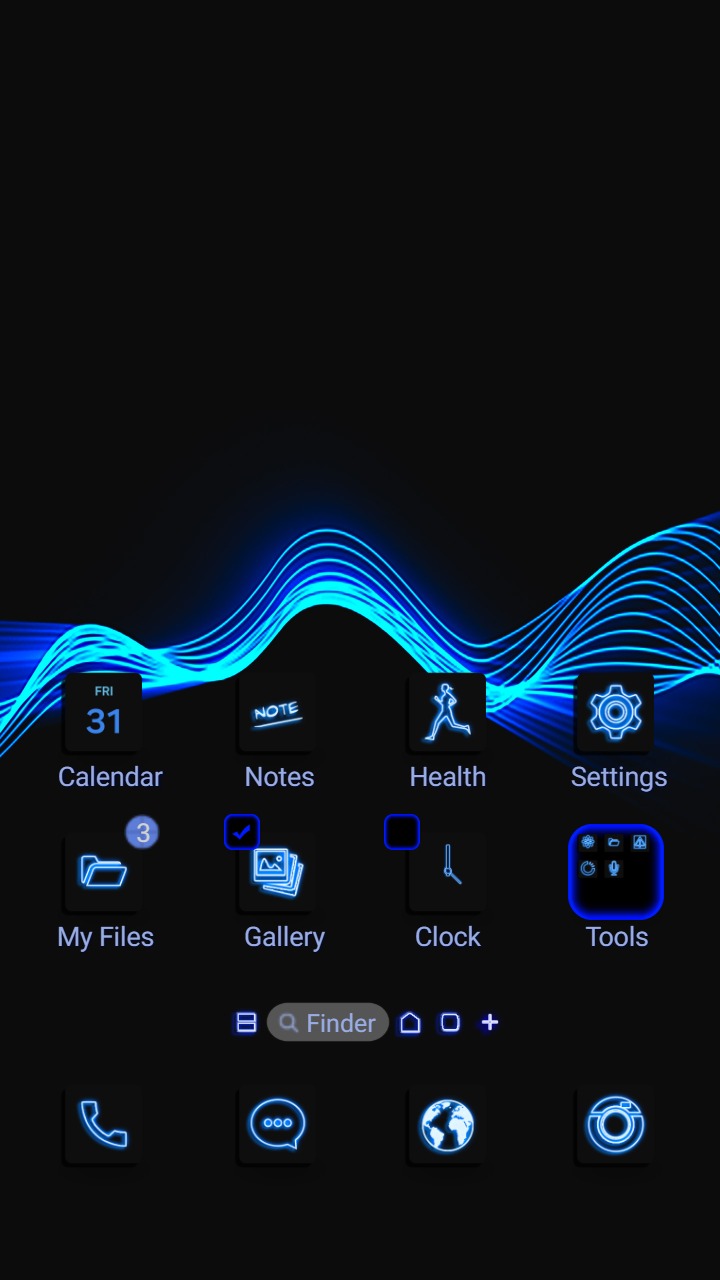 FRI
31
NOTE
Calendar
Notes
Health
Settings
3
My Files
Gallery
Clock
Tools
Finder